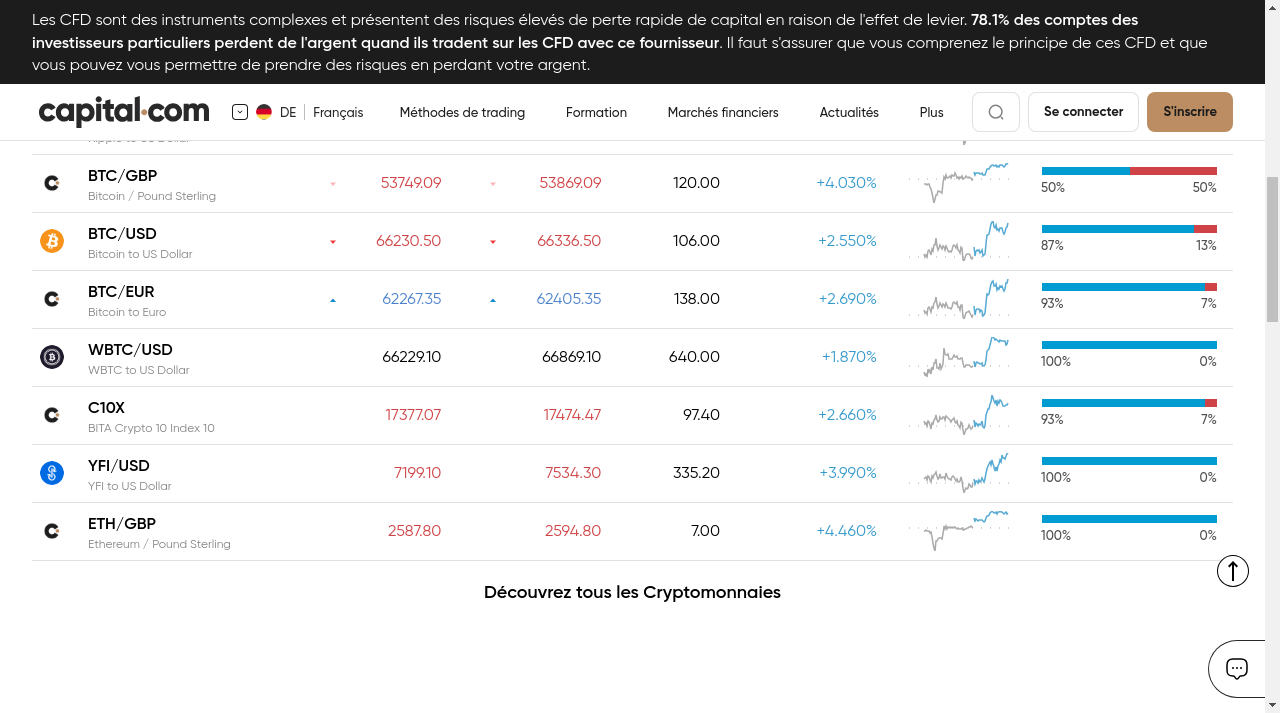 Les CFD sont des instruments complexes et présentent des risques élevés de perte rapide de capital en raison de l'effet de levier. 78.1% des comptes des
investisseurs particuliers perdent de l'argent quand ils tradent sur les CFD avec ce fournisseur. Il faut s'assurer que vous comprenez le principe de ces CFD et que
vous pouvez vous permettre de prendre des risques en perdant votre argent.
capital.com DE Français Méthodes de trading Formation Marchés financiers Actualités Plus Se connecter S'inscrire
Ripple to US Dollar
BTC/GBP 53749.09 53869.09 120.00 +4.030% 50% 50%
Bitcoin / Pound Sterling
BTC/USD 66230.50 66336.50 106.00 +2.550% 87% 13%
Bitcoin to US Dollar
BTC/EUR 62267.35 62405.35 138.00 +2.690% 93% 7%
Bitcoin to Euro
WBTC/USD 66229.10 66869.10 640.00 +1.870% 100% 0%
WBTC to US Dollar
C10X 17377.07 17474.47 97.40 +2.660% 93% 7%
BITA Crypto 10 Index 10
YFI/USD 7199.10 7534.30 335.20 +3.990% 100% 0%
YFI to US Dollar
ETH/GBP 2587.80 2594.80 7.00 +4.460% 100% 0%
Ethereum / Pound Sterling
Découvrez tous les Cryptomonnaies